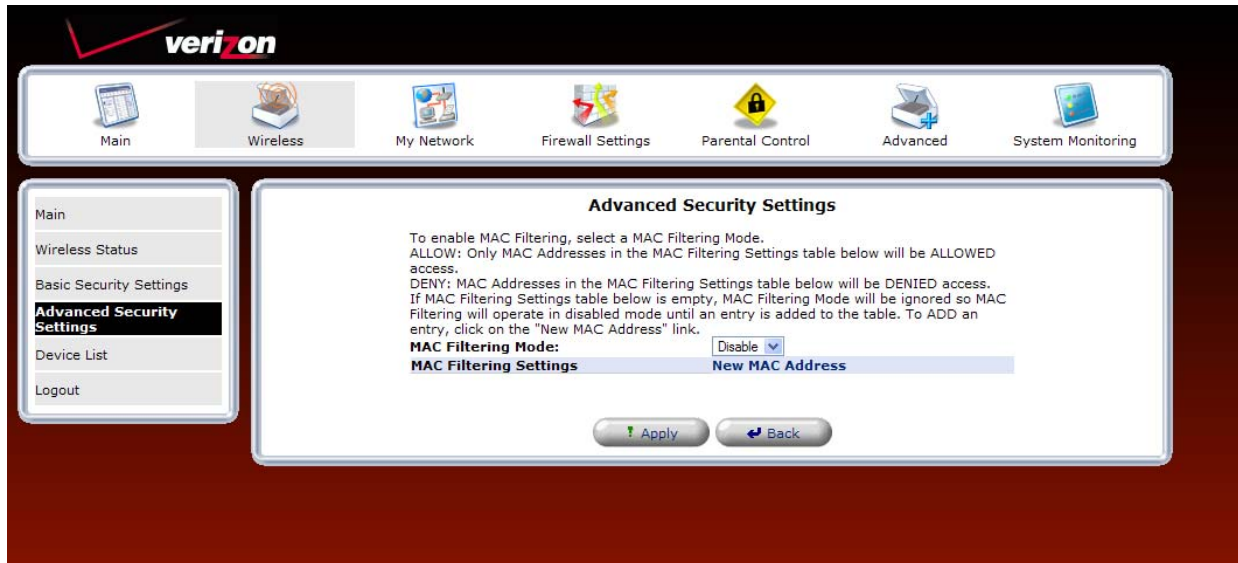 verizon
Main
Wireless
My Network
Firewall Settings
Parental Control
Advanced
System Monitoring
Main
Wireless Status
Basic Security Settings
Advanced Security
Settings
Device List
Logout
Advanced Security Settings
To enable MAC Filtering, select a MAC Filtering Mode.
ALLOW: Only MAC Addresses in the MAC Filtering Settings table below will be ALLOWED
access.
DENY: MAC Addresses in the MAC Filtering Settings table below will be DENIED access.
If MAC Filtering Settings table below is empty, MAC Filtering Mode will be ignored so MAC
Filtering will operate in disabled mode until an entry is added to the table. To ADD an
entry, click on the "New MAC Address" link.
MAC Filtering Mode: Disable
MAC Filtering Settings New MAC Address
Apply
Back